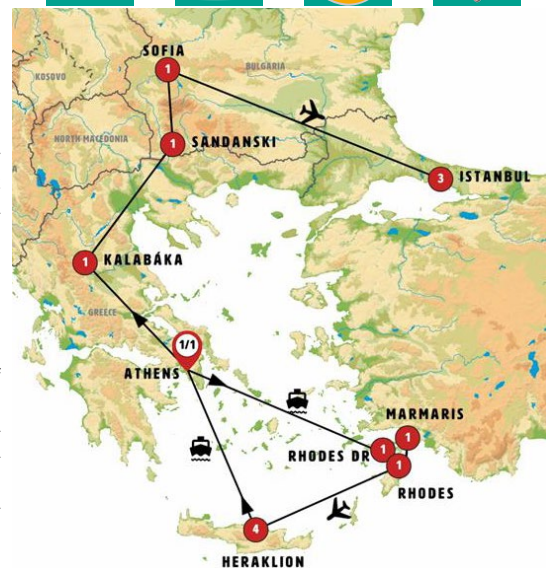 SOFIA
1
BULGARIA
KOSOVO
NORTH MACEDONIA
1
SANDANSKI
3
ISTANBUL
1
KALABÁKA
GREECE
1/1
ATHENS
MARMARIS
1
RHODES DR
1
1
RHODES
4
HERAKLION